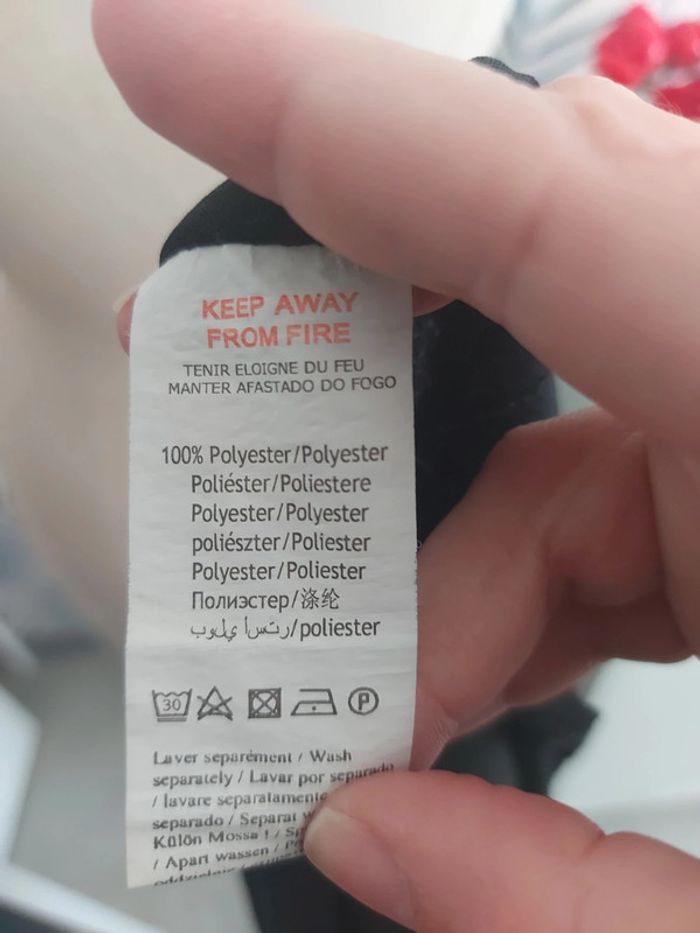 KEEP AWAY
FROM FIRE
TENIR ELOIGNE DU FEU
MANTER AFASTADO DO FOGO
100% Polyester/Polyester
Poliéster/Poliestere
Polyester/Polyester
poliészter/Poliester
Polyester/Poliester
Полиэстер/涤纶
بولي أستر/poliester
30
P
Laver separément / Wash
separately / Lavar por separado
/ lavare separatamente
separado / Separat
Külön Mossa ! /
/ Apart wassen /